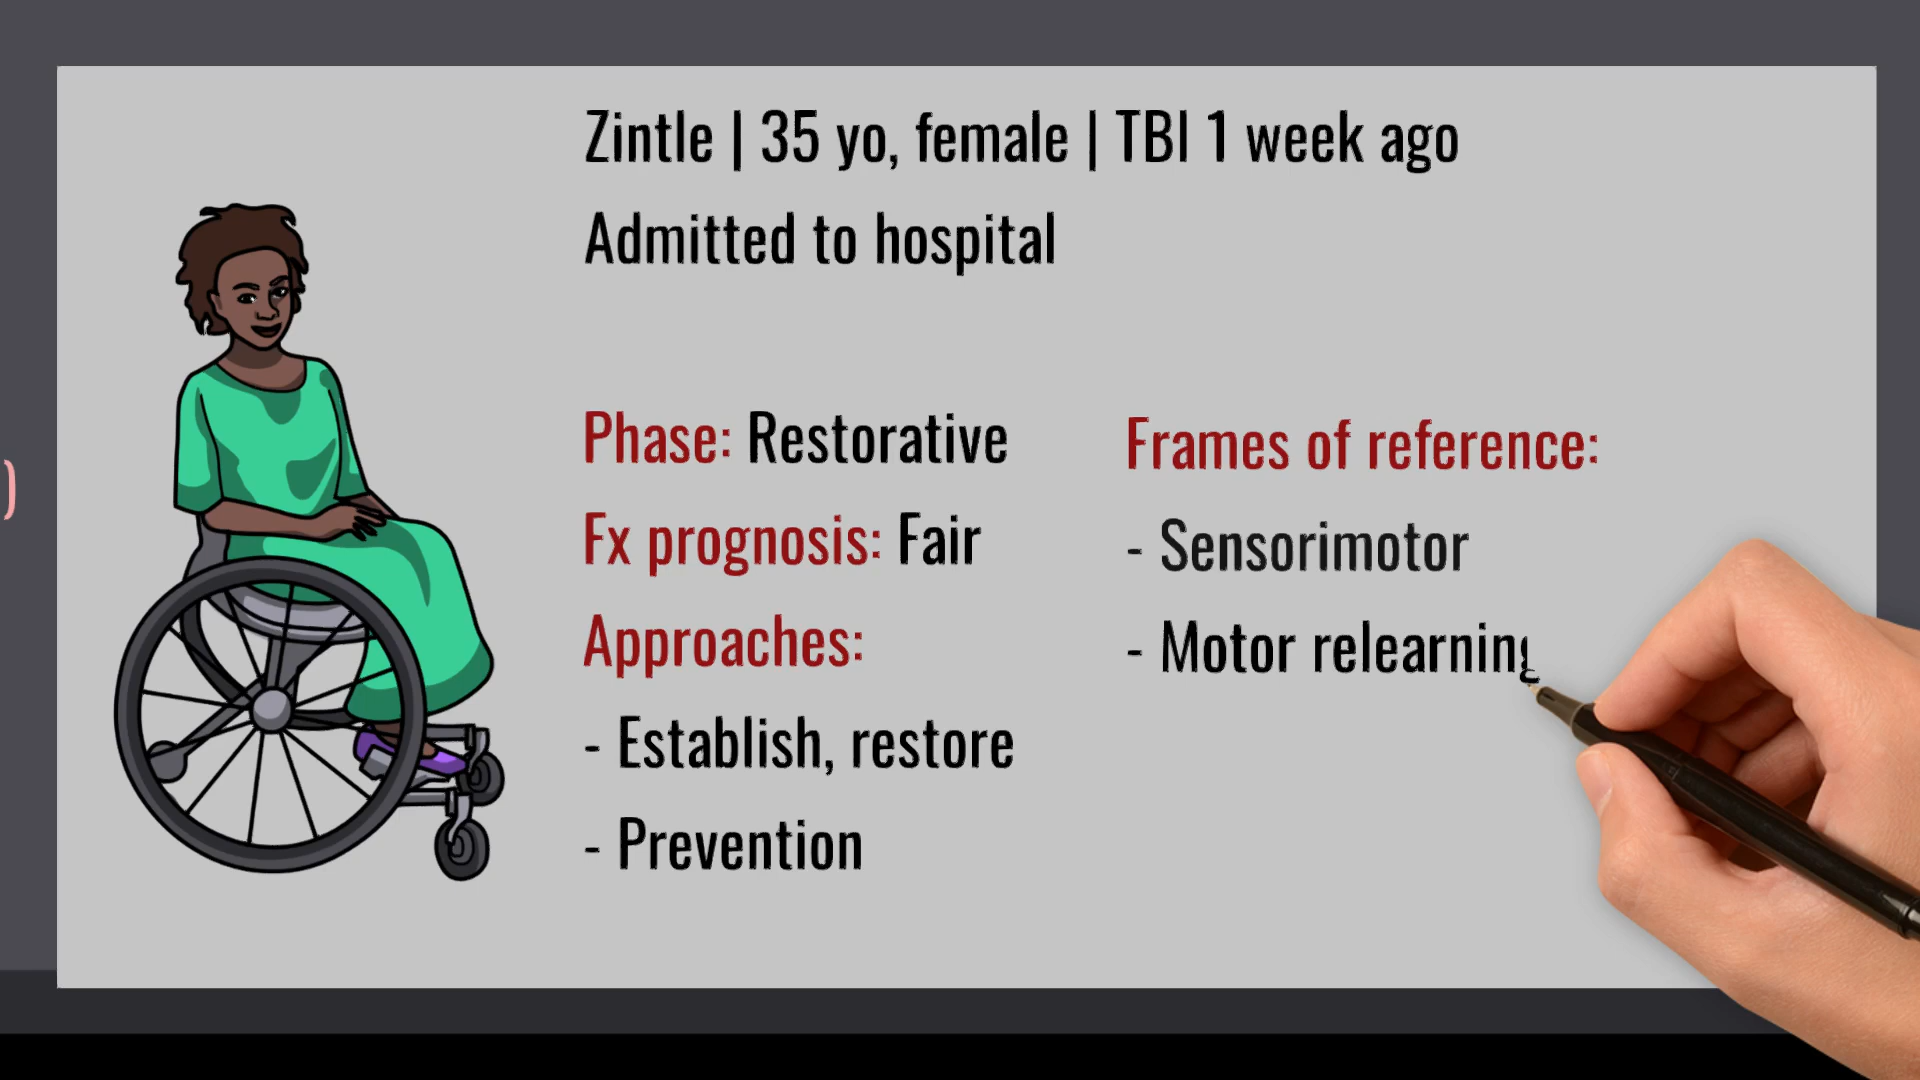 Zintle | 35 yo, female | TBI 1 week ago
Admitted to hospital
Phase: Restorative
Fx prognosis: Fair
Approaches:
- Establish, restore
- Prevention
Frames of reference:
- Sensorimotor
- Motor relearning
)